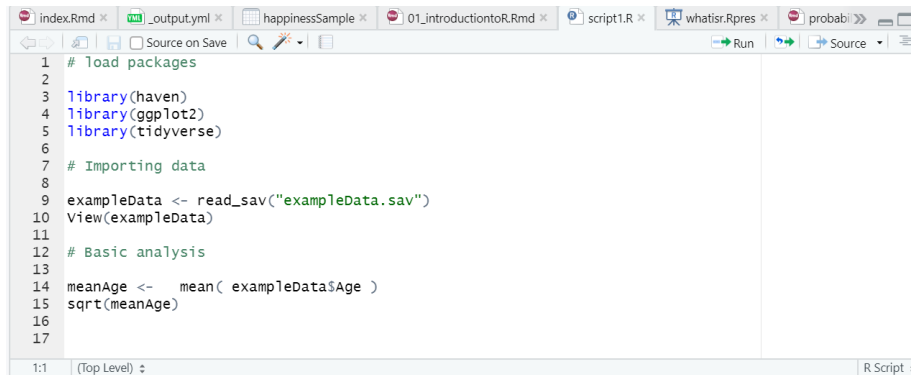 index.Rmd × _output.yml × happinessSample × 01_introductiontoR.Rmd × script1.R × whatisr.Rpres × probabi
Source on Save Run Source
1 # load packages
2
3 library(haven)
4 library(ggplot2)
5 library(tidyverse)
6
7 # Importing data
8
9 exampleData <- read_sav("exampleData.sav")
10 View(exampleData)
11
12 # Basic analysis
13
14 meanAge <-   mean( exampleData$Age )
15 sqrt(meanAge)
16
17
1:1 (Top Level) R Script